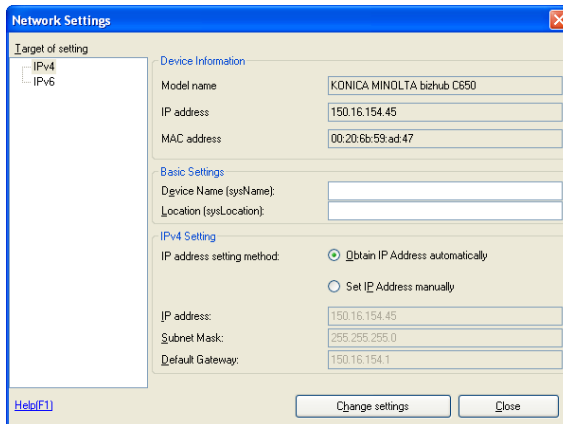 Network Settings
Target of setting
IPv4
IPv6
Device Information
Model name
KONICA MINOLTA bizhub C650
IP address
150.16.154.45
MAC address
00:20:6b:59:ad:47
Basic Settings
Device Name (sysName):
Location (sysLocation):
IPv4 Setting
IP address setting method:
Obtain IP Address automatically
Set IP Address manually
IP address:
150.16.154.45
Subnet Mask:
255.255.255.0
Default Gateway:
150.16.154.1
Help(F1)
Change settings
Close